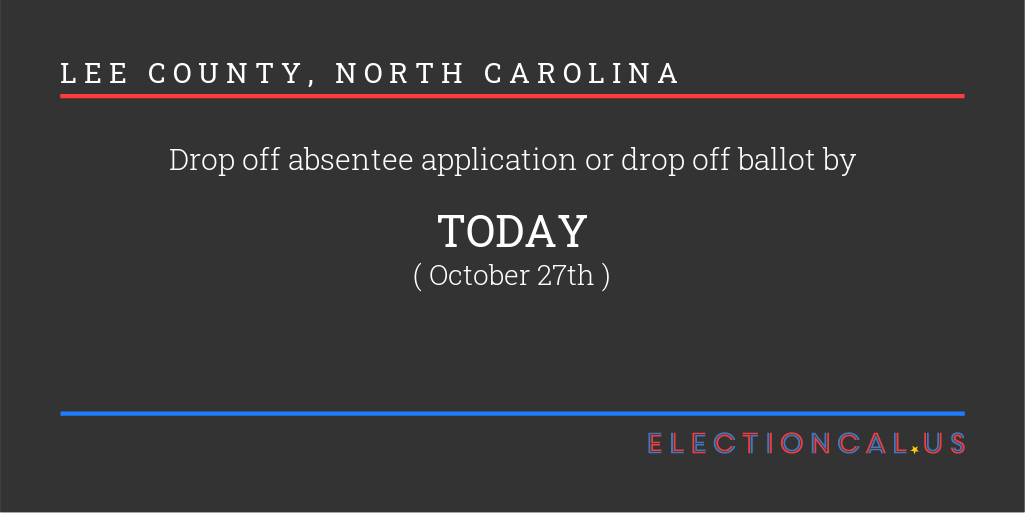 LEE COUNTY, NORTH CAROLINA
Drop off absentee application or drop off ballot by
TODAY
( October 27th )
ELECTIONCAL.US